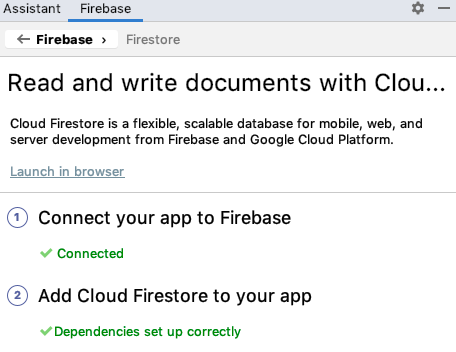 Assistant Firebase
← Firebase › Firestore
Read and write documents with Clou...
Cloud Firestore is a flexible, scalable database for mobile, web, and
server development from Firebase and Google Cloud Platform.
Launch in browser
1 Connect your app to Firebase
✓ Connected
2 Add Cloud Firestore to your app
✓ Dependencies set up correctly